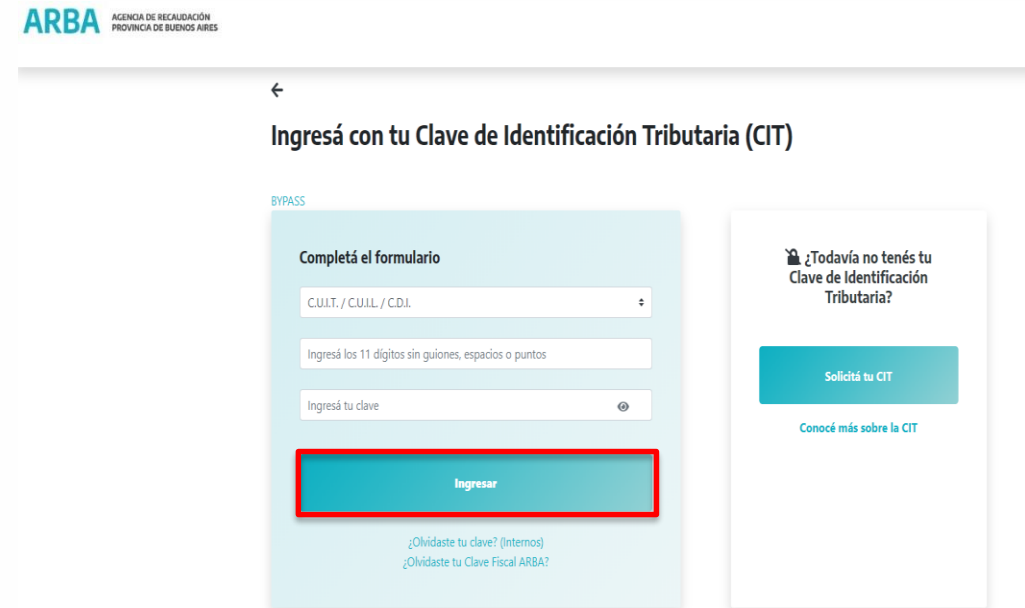 ARBA
AGENCIA DE RECAUDACIÓN
PROVINCIA DE BUENOS AIRES
Ingresá con tu Clave de Identificación Tributaria (CIT)
BYPASS
Completá el formulario
C.U.I.T. / C.U.I.L. / C.D.I.
Ingresá los 11 dígitos sin guiones, espacios o puntos
Ingresá tu clave
Ingresar
¿Olvidaste tu clave? (Internos)
¿Olvidaste tu Clave Fiscal ARBA?
¿Todavía no tenés tu
Clave de Identificación
Tributaria?
Solicitá tu CIT
Conocé más sobre la CIT